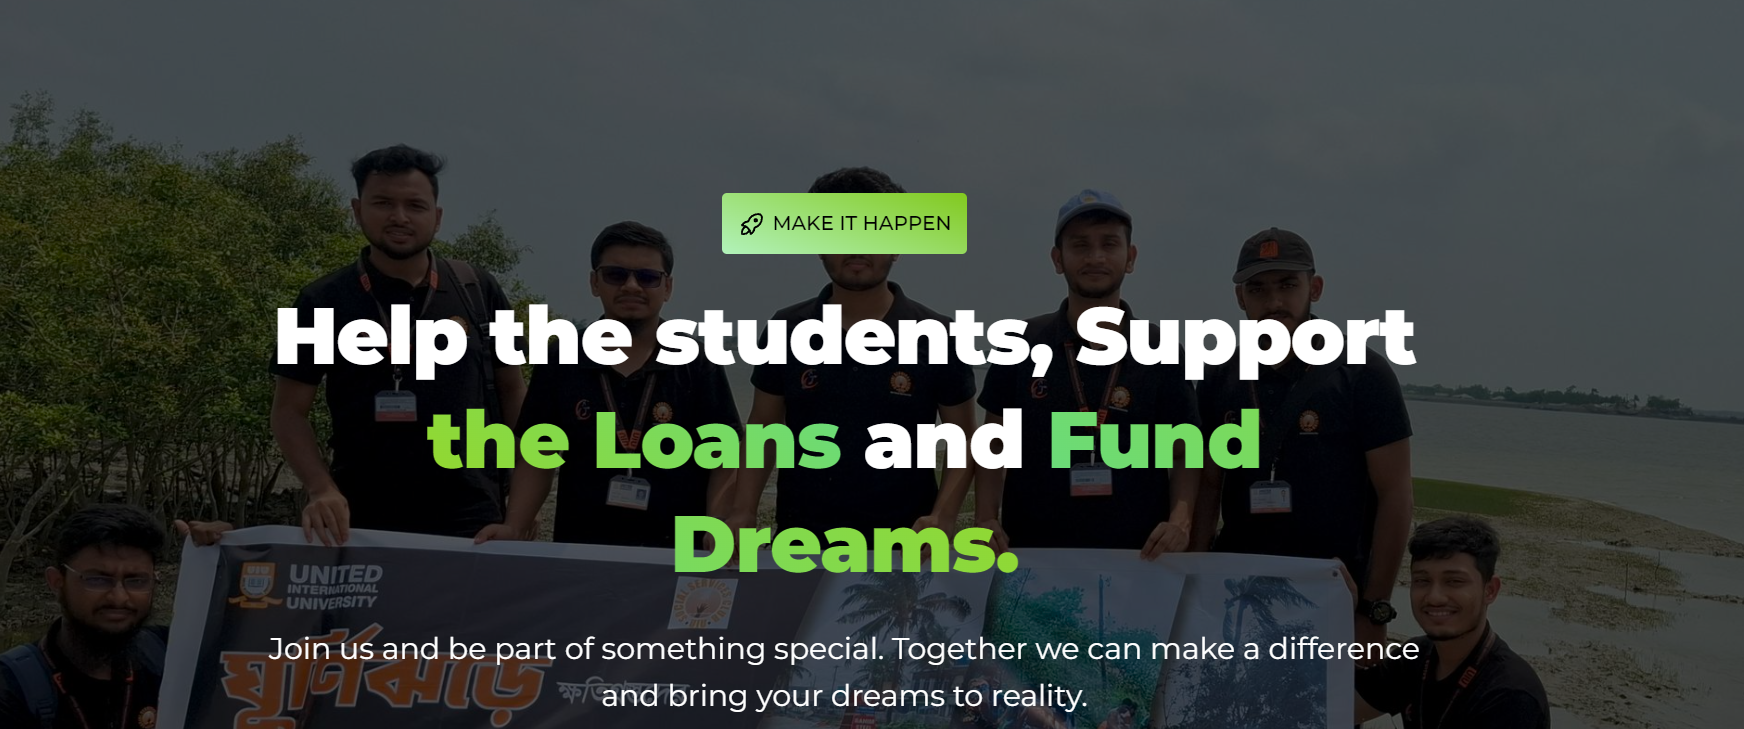 MAKE IT HAPPEN
Help the students, Support
the Loans and Fund
Dreams.
UNITED
INTERNATIONAL
UNIVERSITY
UIU
Join us and be part of something special. Together we can make a difference
and bring your dreams to reality.
ঘূর্ণিঝড়ে